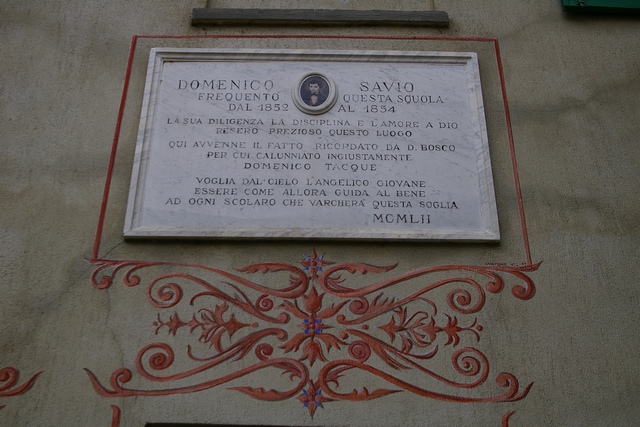 DOMENICO SAVIO
FREQUENTÒ QUESTA SQUOLA
DAL 1852 AL 1854
LA SUA DILIGENZA LA DISCIPLINA E L'AMORE A DIO
RESERO PREZIOSO QUESTO LUOGO
QUI AVVENNE IL FATTO RICORDATO DA D. BOSCO
PER CUI CALUNNIATO INGIUSTAMENTE
DOMENICO TACQUE
VOGLIA DAL CIELO L'ANGELICO GIOVANE
ESSERE COME ALLORA GUIDA AL BENE
AD OGNI SCOLARO CHE VARCHERA' QUESTA SOGLIA
MCMLII